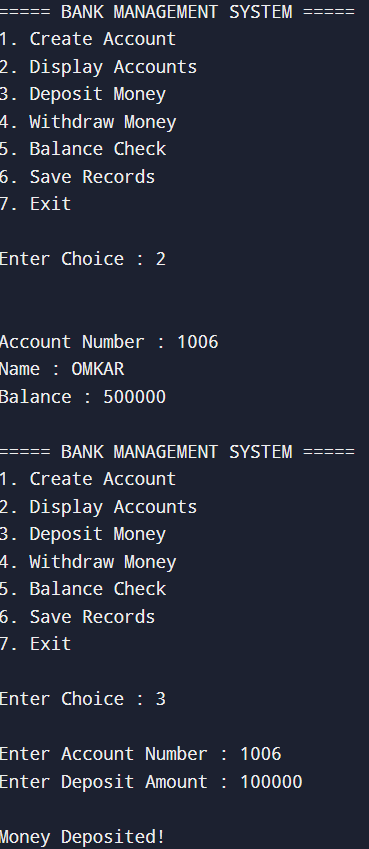 ===== BANK MANAGEMENT SYSTEM =====
1. Create Account
2. Display Accounts
3. Deposit Money
4. Withdraw Money
5. Balance Check
6. Save Records
7. Exit
Enter Choice : 2
Account Number : 1006
Name : OMKAR
Balance : 500000
===== BANK MANAGEMENT SYSTEM =====
1. Create Account
2. Display Accounts
3. Deposit Money
4. Withdraw Money
5. Balance Check
6. Save Records
7. Exit
Enter Choice : 3
Enter Account Number : 1006
Enter Deposit Amount : 100000
Money Deposited!